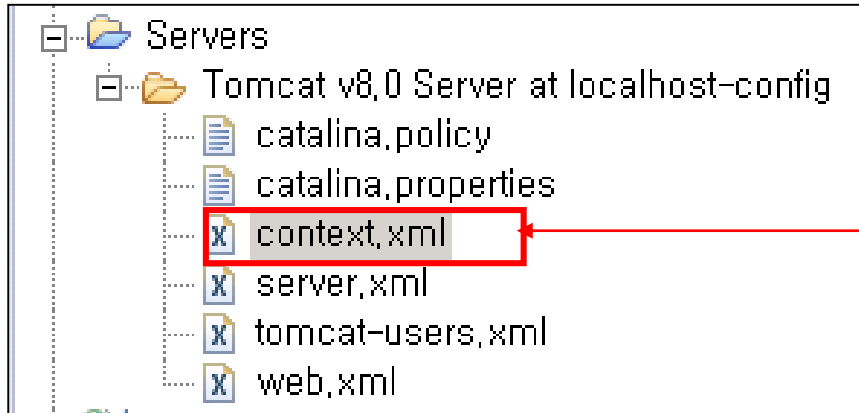 Servers
Tomcat v8.0 Server at localhost-config
catalina.policy
catalina.properties
context.xml
server.xml
tomcat-users.xml
web.xml